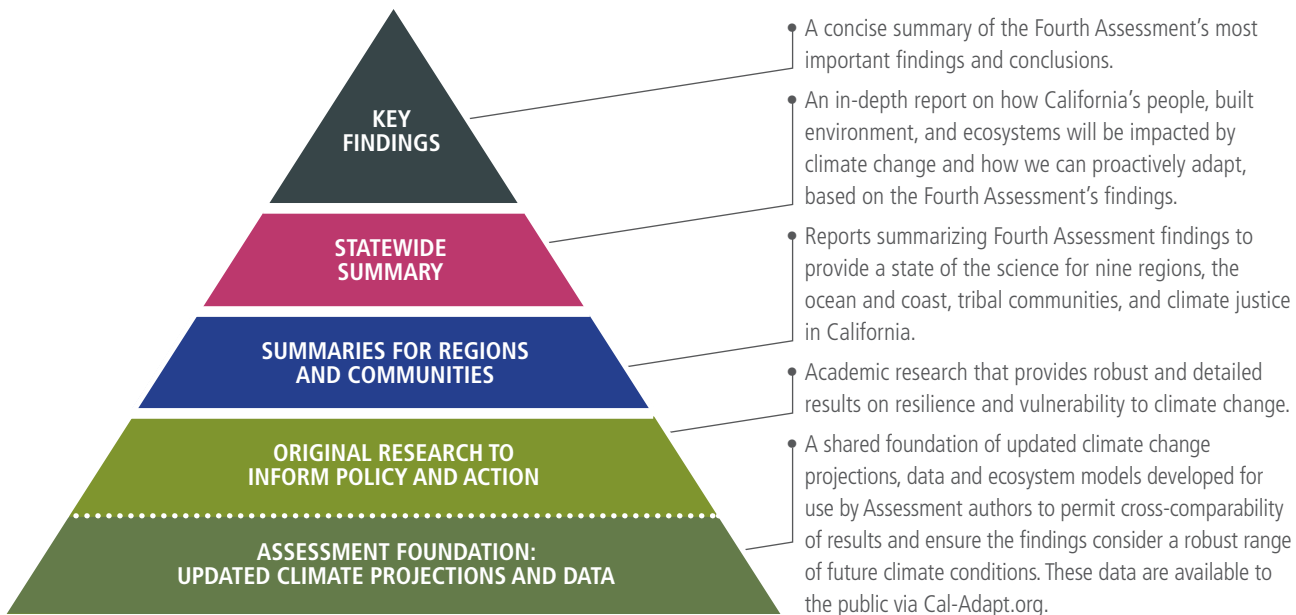 KEY
FINDINGS
A concise summary of the Fourth Assessment’s most
important findings and conclusions.
STATEWIDE
SUMMARY
An in-depth report on how California’s people, built
environment, and ecosystems will be impacted by
climate change and how we can proactively adapt,
based on the Fourth Assessment’s findings.
SUMMARIES FOR REGIONS
AND COMMUNITIES
Reports summarizing Fourth Assessment findings to
provide a state of the science for nine regions, the
ocean and coast, tribal communities, and climate justice
in California.
ORIGINAL RESEARCH TO
INFORM POLICY AND ACTION
Academic research that provides robust and detailed
results on resilience and vulnerability to climate change.
ASSESSMENT FOUNDATION:
UPDATED CLIMATE PROJECTIONS AND DATA
A shared foundation of updated climate change
projections, data and ecosystem models developed for
use by Assessment authors to permit cross-comparability
of results and ensure the findings consider a robust range
of future climate conditions. These data are available to
the public via Cal-Adapt.org.